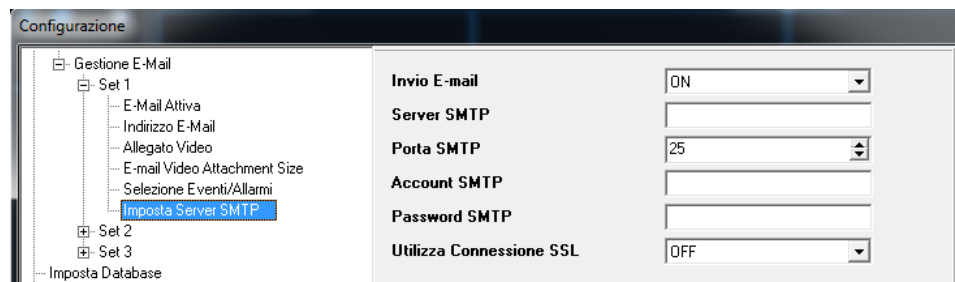 Configurazione
Gestione E-Mail
Set 1
E-Mail Attiva
Indirizzo E-Mail
Allegato Video
E-mail Video Attachment Size
Selezione Eventi/Allarmi
Imposta Server SMTP
Set 2
Set 3
Imposta Database
Invio E-mail ON
Server SMTP
Porta SMTP 25
Account SMTP
Password SMTP
Utilizza Connessione SSL OFF